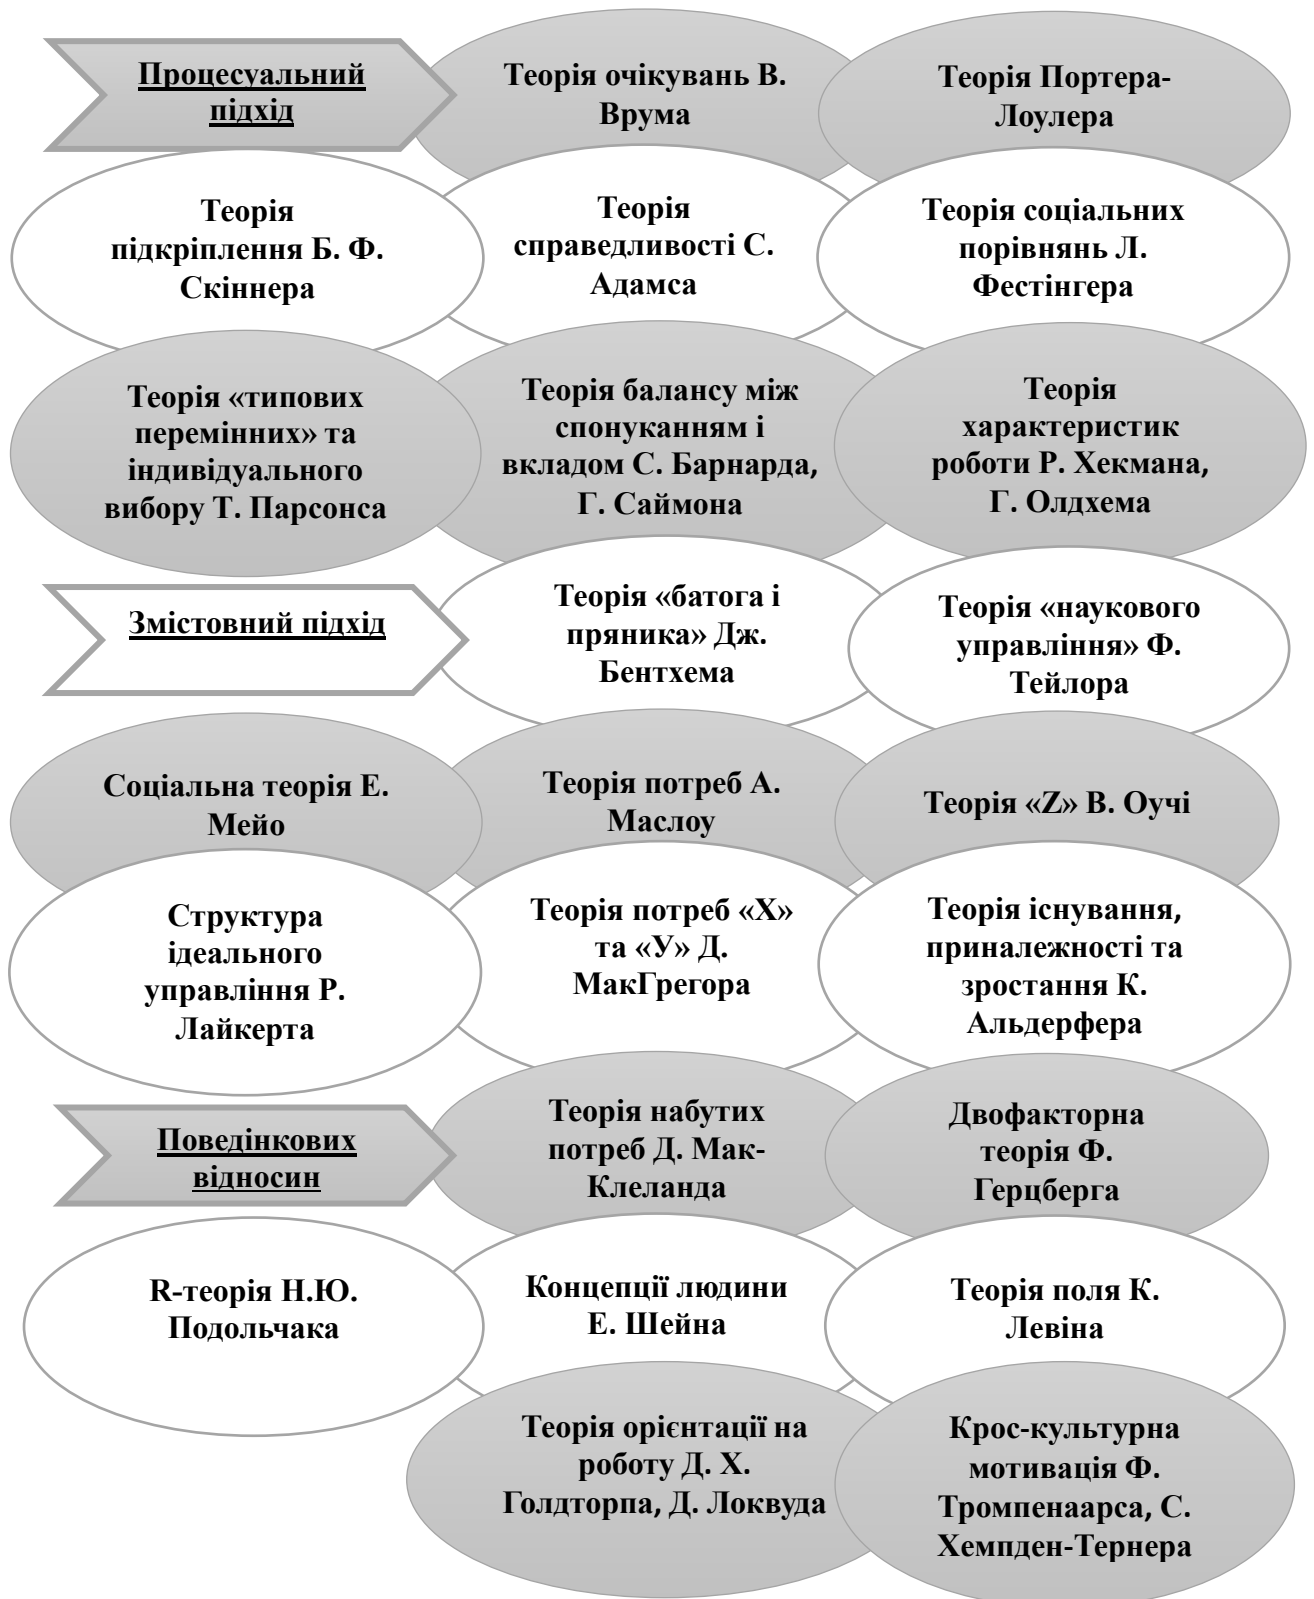 Процесуальний
підхід
Теорія очікувань В.
Врума
Теорія Портера-
Лоулера
Теорія
підкріплення Б. Ф.
Скіннера
Теорія
справедливості С.
Адамса
Теорія соціальних
порівнянь Л.
Фестінгера
Теорія «типових
перемінних» та
індивідуального
вибору Т. Парсонса
Теорія балансу між
спонуканням і
вкладом С. Барнарда,
Г. Саймона
Теорія
характеристик
роботи Р. Хекмана,
Г. Олдхема
Змістовний підхід
Теорія «батога і
пряника» Дж.
Бентхема
Теорія «наукового
управління» Ф.
Тейлора
Соціальна теорія Е.
Мейо
Теорія потреб А.
Маслоу
Теорія «Z» В. Оучі
Структура
ідеального
управління Р.
Лайкерта
Теорія потреб «Х»
та «У» Д.
МакГрегора
Теорія існування,
приналежності та
зростання К.
Альдерфера
Поведінкових
відносин
Теорія набутих
потреб Д. Мак-
Клеланда
Двофакторна
теорія Ф.
Герцберга
R-теорія Н.Ю.
Подольчака
Концепції людини
Е. Шейна
Теорія поля К.
Левіна
Теорія орієнтації на
роботу Д. Х.
Голдторпа, Д. Локвуда
Крос-культурна
мотивація Ф.
Тромпенаарса, С.
Хемпден-Тернера